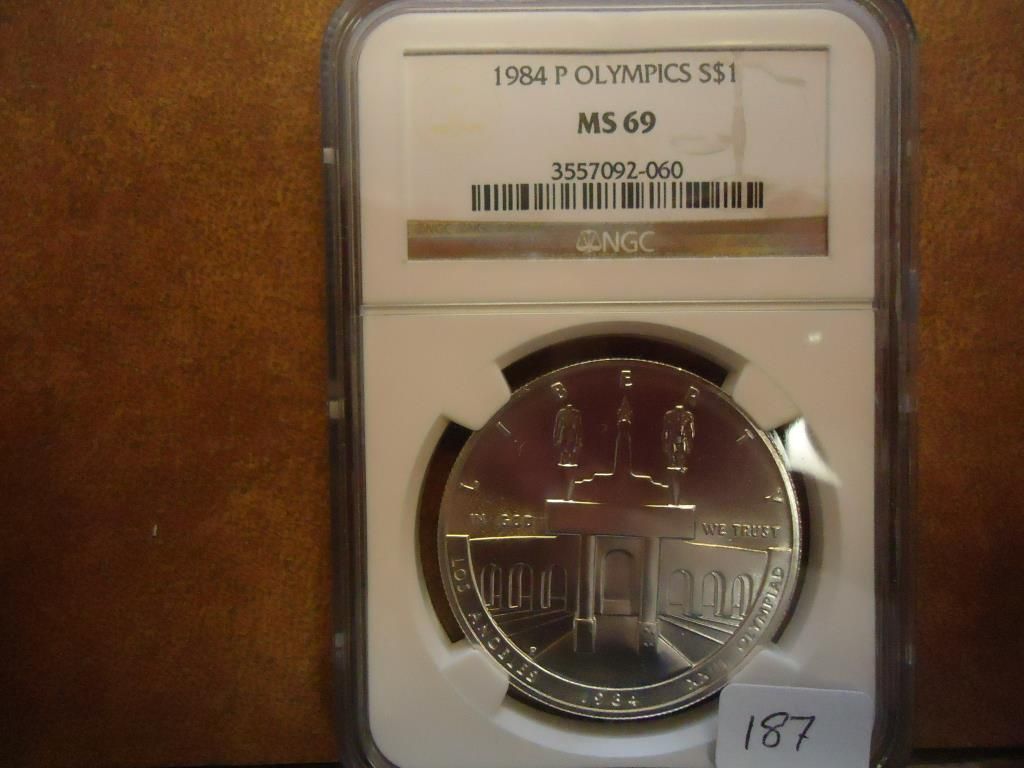 1984 P OLYMPICS S$1
MS 69
3557092-060
NGC
LIBERTY
IN GOD WE TRUST
LOS ANGELES 1984 XXIII OLYMPIAD
P
187